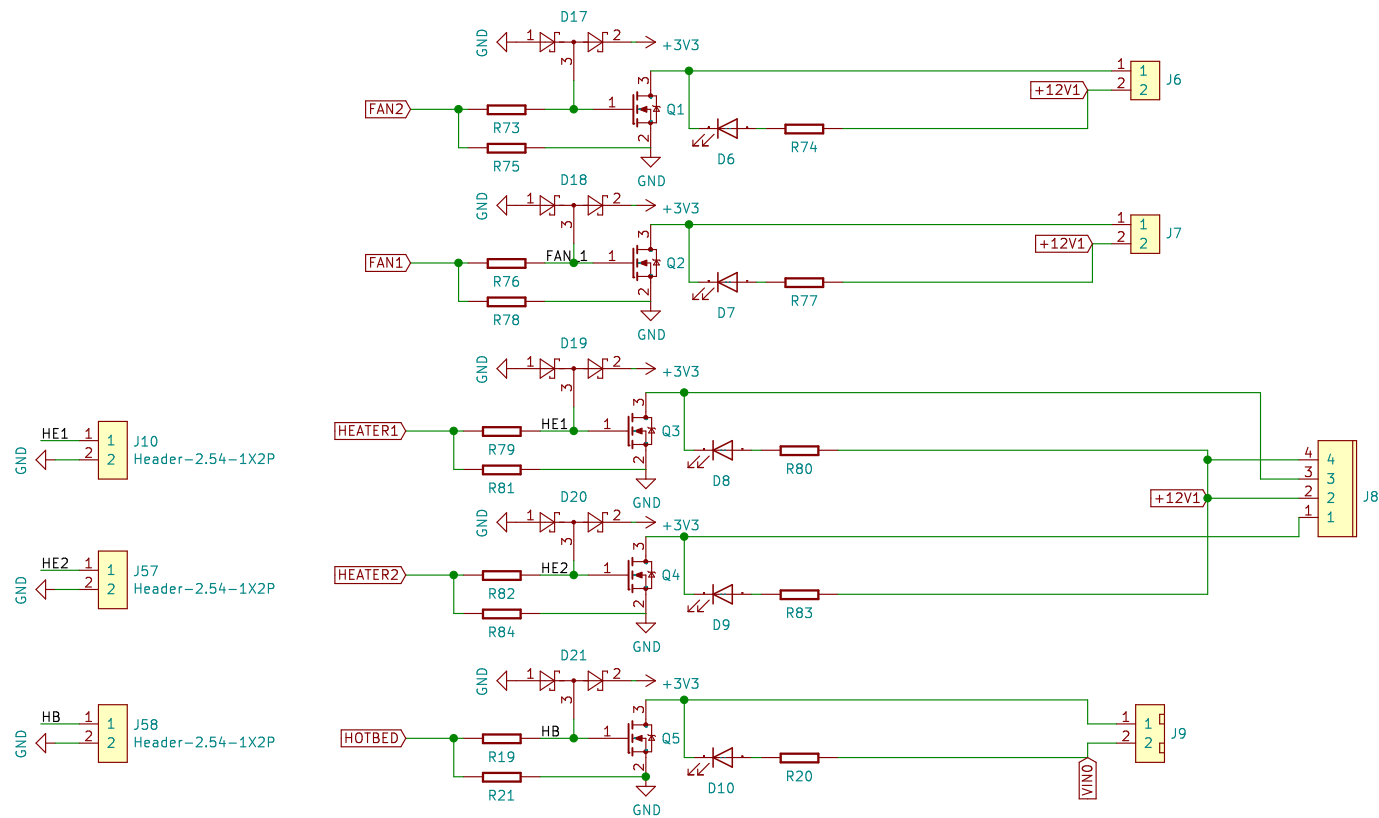 D17
GND 1 2 +3V3
3
FAN2 R73 1 3 Q1 2
R75
GND
D6 R74
+12V1
1 1 J6
2 2
D18
GND 1 2 +3V3
3
FAN1 R76 FAN_1 1 3 Q2 2
R78
GND
D7 R77
+12V1
1 1 J7
2 2
D19
GND 1 2 +3V3
3
HEATER1 R79 HE1 1 3 Q3 2
R81
GND
D8 R80
HE1 1 1 J10
GND 2 2 Header-2.54-1X2P
4 4
3 3
+12V1 2 2 J8
1 1
D20
GND 1 2 +3V3
3
HEATER2 R82 HE2 1 3 Q4 2
R84
GND
D9 R83
HE2 1 1 J57
GND 2 2 Header-2.54-1X2P
D21
GND 1 2 +3V3
3
HOTBED R19 HB 1 3 Q5 2
R21
GND
D10 R20
HB 1 1 J58
GND 2 2 Header-2.54-1X2P
1 1 J9
2 2
VIN0